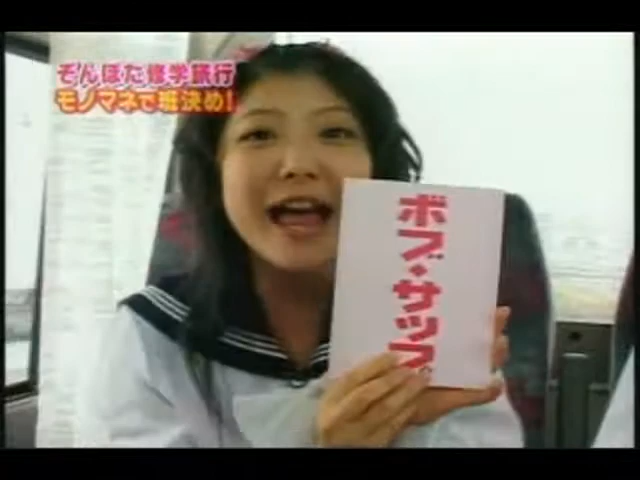 ぞんぼた修学旅行
モノマネで班決め!
ボブ・サップ